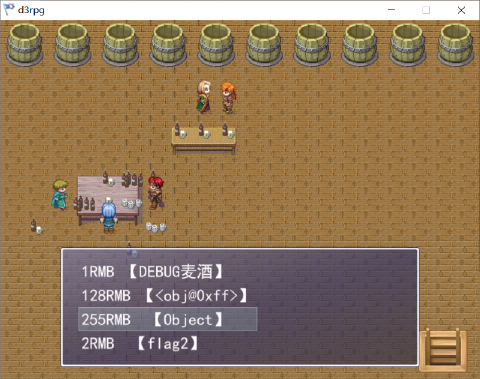 d3rpg
1RMB 【DEBUG麦酒】
128RMB 【<obj@0xff>】
255RMB 【Object】
2RMB 【flag2】